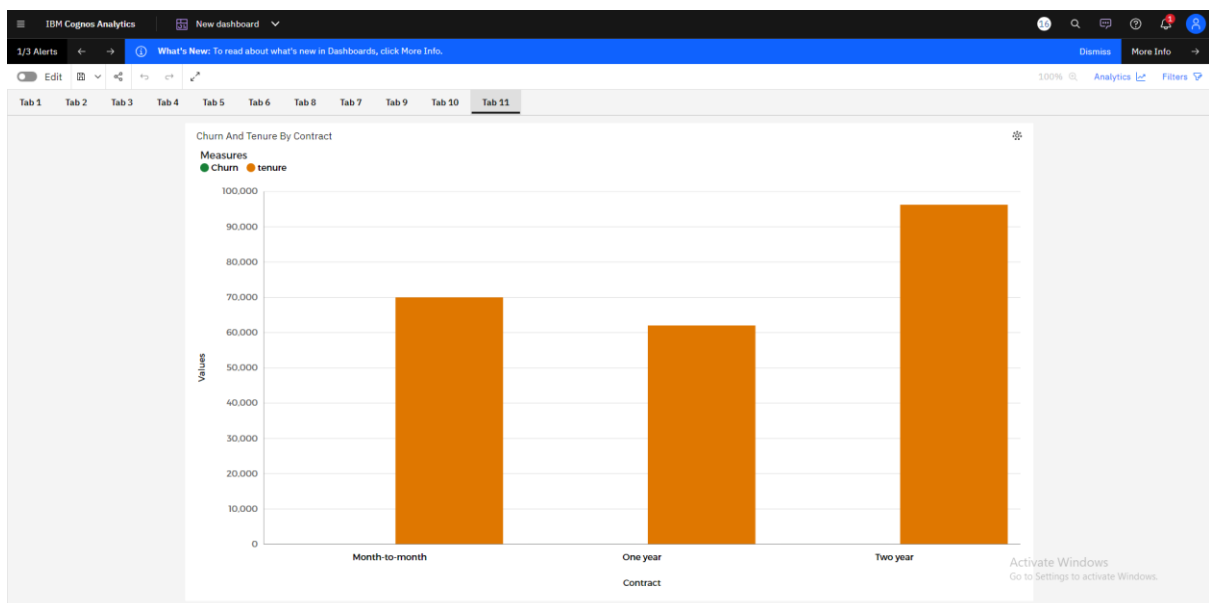 IBM Cognos Analytics New dashboard 16
1/3 Alerts What's New: To read about what's new in Dashboards, click More Info. Dismiss More Info
Edit 100% Analytics Filters
Tab 1 Tab 2 Tab 3 Tab 4 Tab 5 Tab 6 Tab 8 Tab 7 Tab 9 Tab 10 Tab 11
Churn And Tenure By Contract
Measures
Churn tenure
100,000
90,000
80,000
70,000
60,000
50,000
40,000
30,000
20,000
10,000
0
Values
Month-to-month One year Two year
Contract
Activate Windows
Go to Settings to activate Windows.